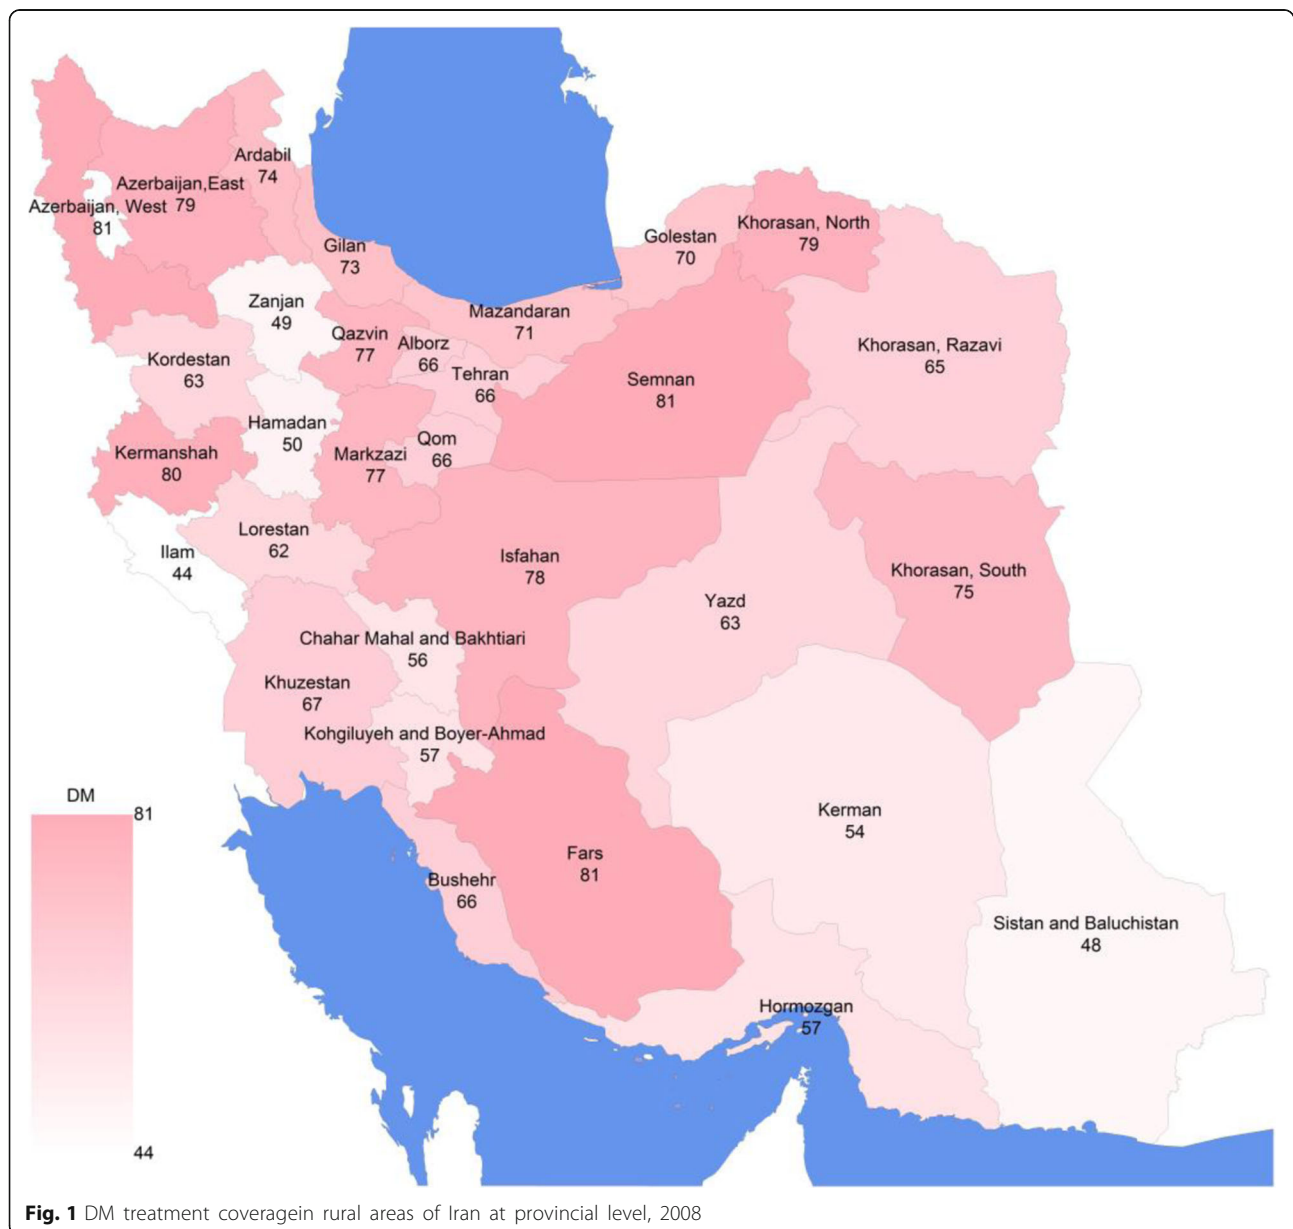 Ardabil
74
Azerbaijan,East
79
Azerbaijan, West
81
Khorasan, North
79
Golestan
70
Gilan
73
Zanjan
49
Mazandaran
71
Qazvin
77
Alborz
66
Khorasan, Razavi
65
Kordestan
63
Tehran
66
Semnan
81
Hamadan
50
Qom
66
Kermanshah
80
Markzazi
77
Lorestan
62
Ilam
44
Isfahan
78
Khorasan, South
75
Yazd
63
Chahar Mahal and Bakhtiari
56
Khuzestan
67
Kohgiluyeh and Boyer-Ahmad
57
DM
81
44
Kerman
54
Fars
81
Bushehr
66
Sistan and Baluchistan
48
Hormozgan
57
Fig. 1 DM treatment coveragein rural areas of Iran at provincial level, 2008